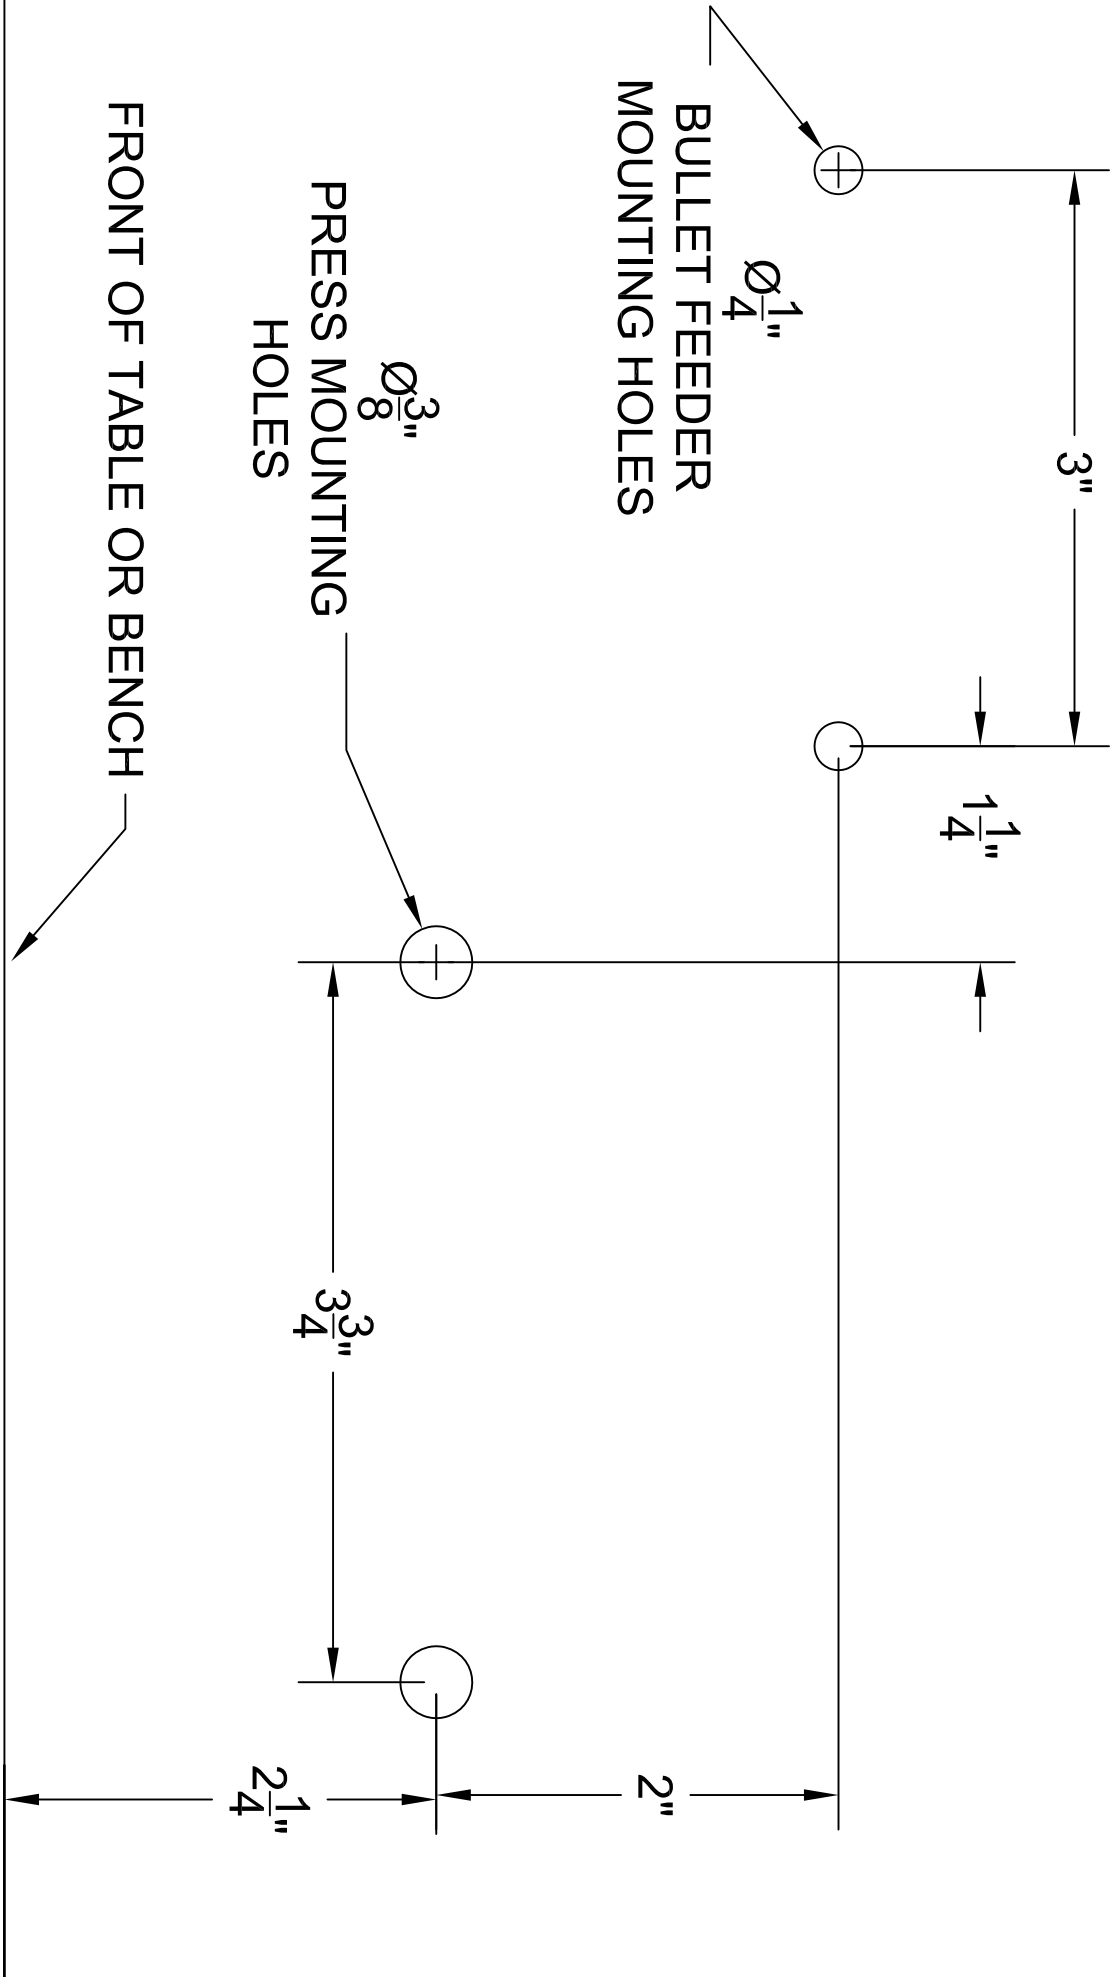 3"
1 1/4"
Ø1/4"
BULLET FEEDER
MOUNTING HOLES
2"
Ø3/8"
PRESS MOUNTING
HOLES
3 3/4"
2 1/4"
FRONT OF TABLE OR BENCH